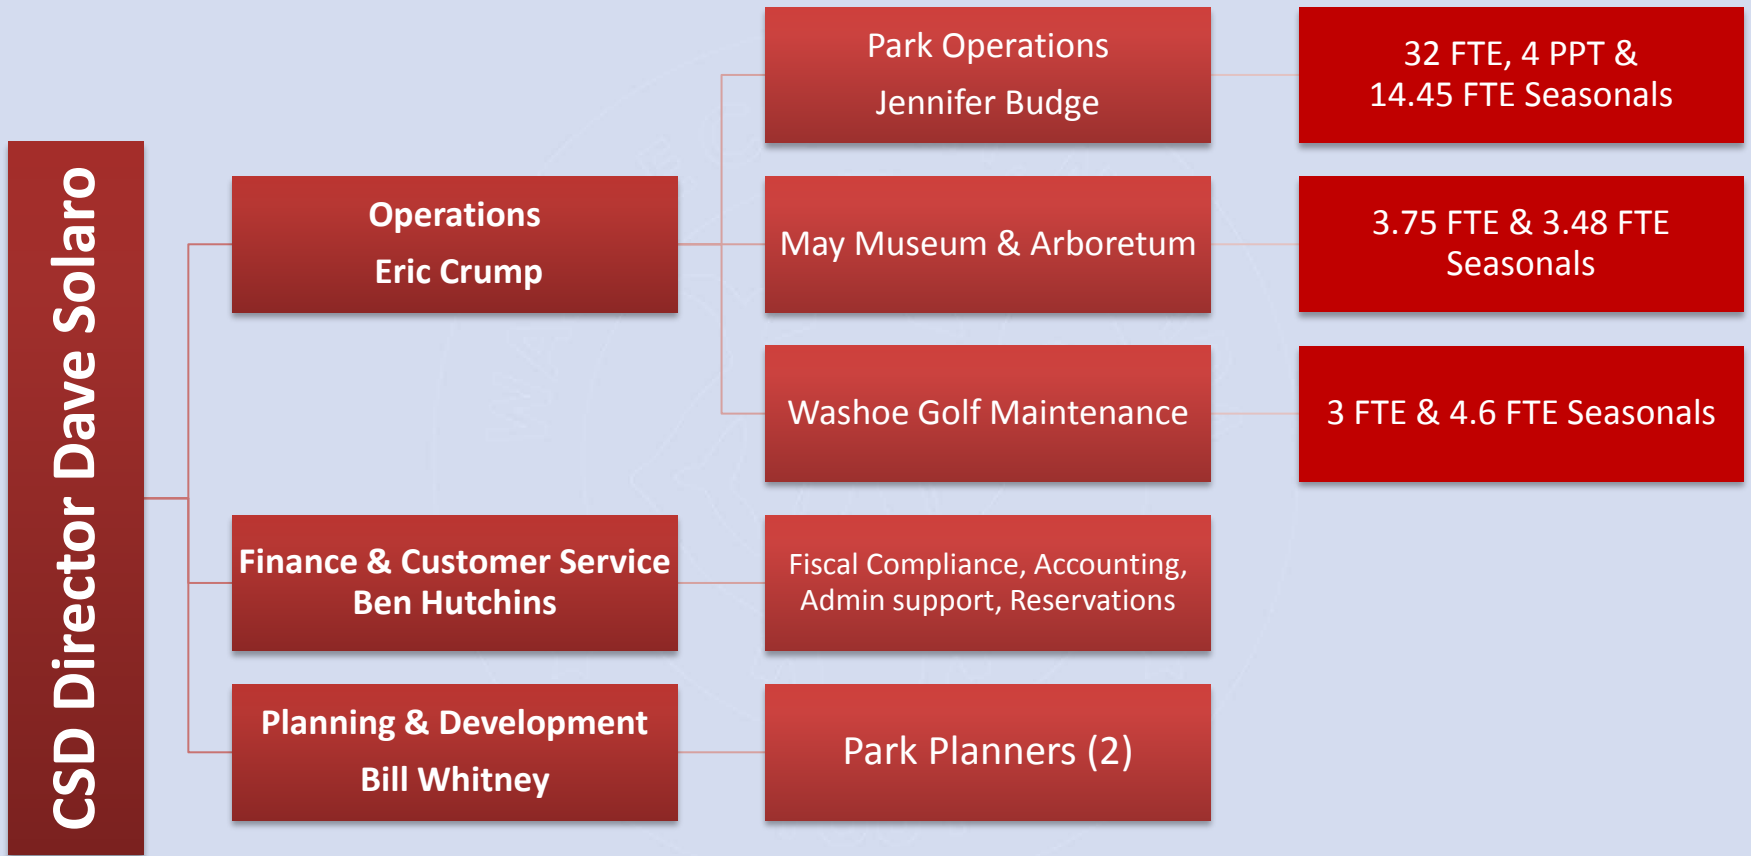 CSD Director Dave Solaro
Operations
Eric Crump
Park Operations
Jennifer Budge
32 FTE, 4 PPT &
14.45 FTE Seasonals
May Museum & Arboretum
3.75 FTE & 3.48 FTE
Seasonals
Washoe Golf Maintenance
3 FTE & 4.6 FTE Seasonals
Finance & Customer Service
Ben Hutchins
Fiscal Compliance, Accounting,
Admin support, Reservations
Planning & Development
Bill Whitney
Park Planners (2)